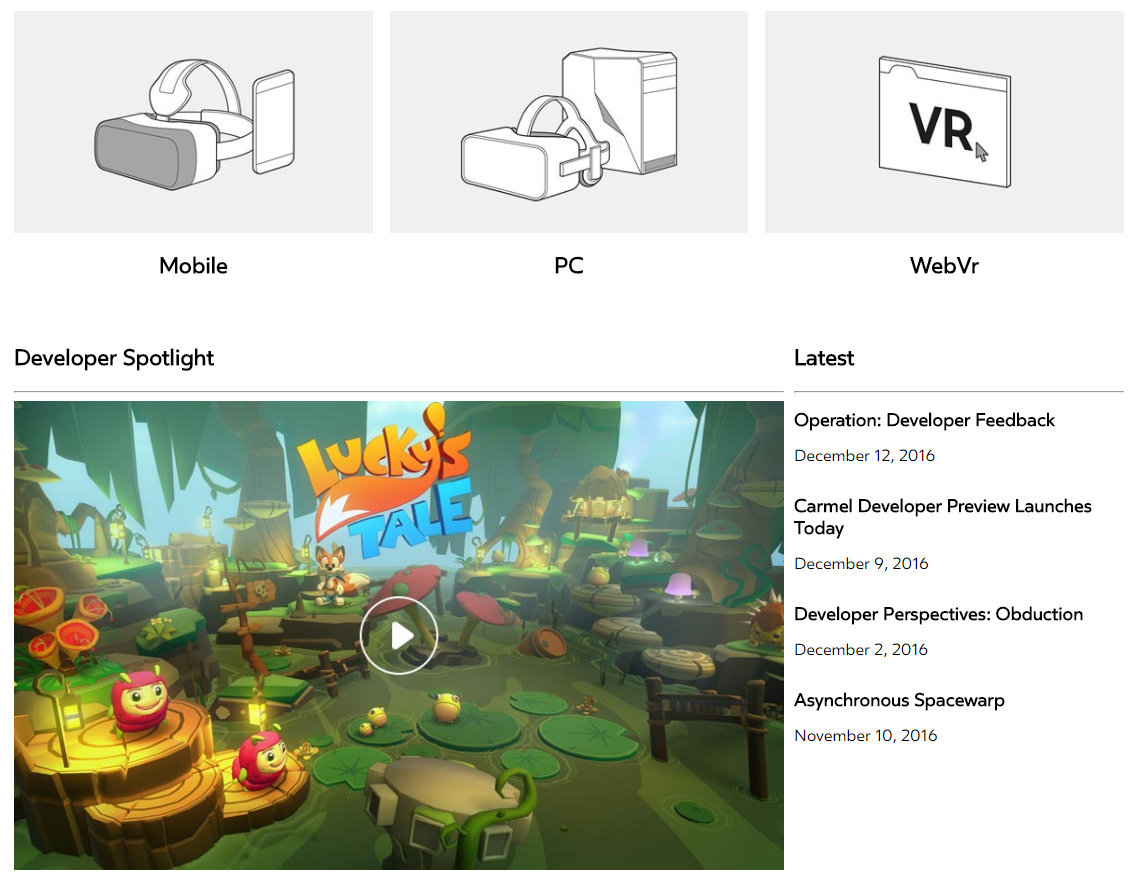 VR
Mobile
PC
WebVr
Developer Spotlight
LUCKY'S
TALE
Latest
Operation: Developer Feedback
December 12, 2016
Carmel Developer Preview Launches
Today
December 9, 2016
Developer Perspectives: Obduction
December 2, 2016
Asynchronous Spacewarp
November 10, 2016